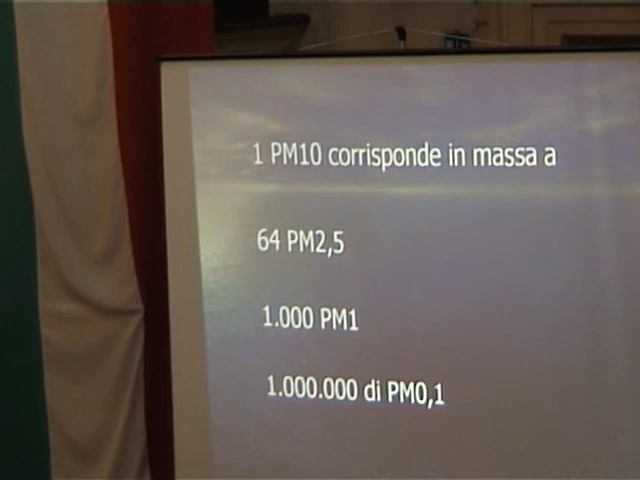 1 PM10 corrisponde in massa a
64 PM2,5
1.000 PM1
1.000.000 di PM0,1